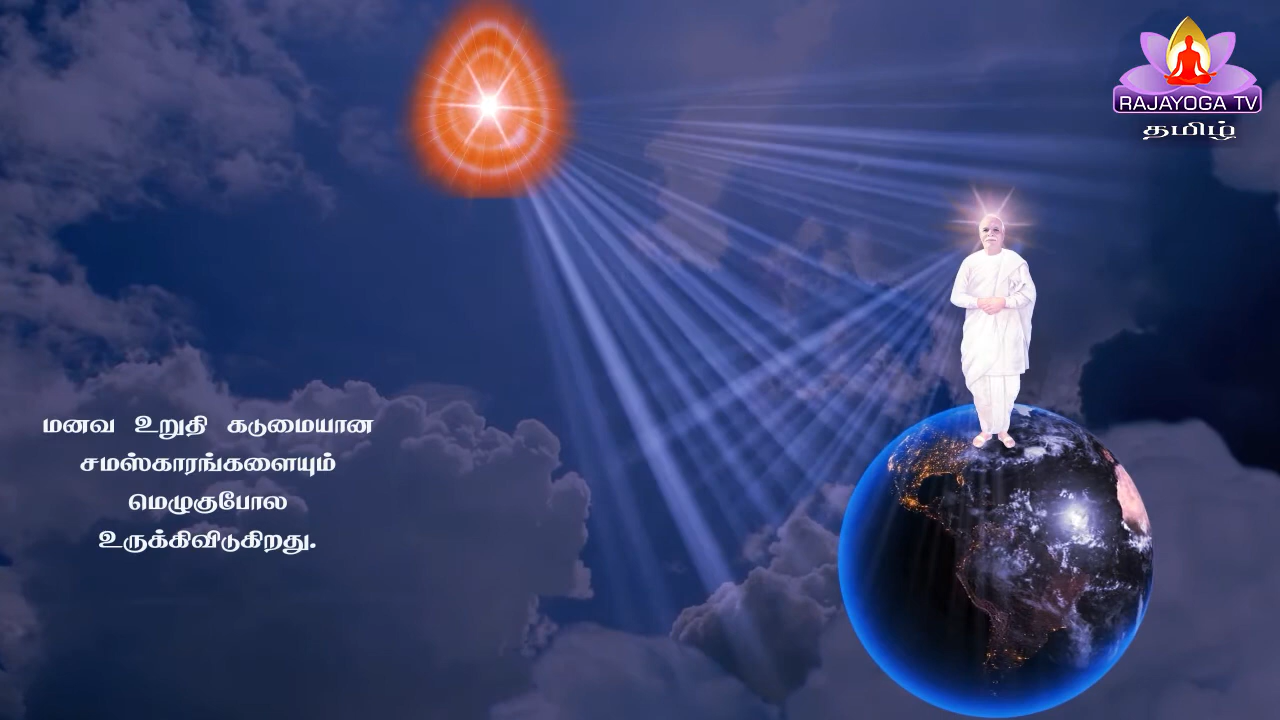 RAJAYOGA TV
தமிழ்
மனவ உறுதி கடுமையான
சமஸ்காரங்களையும்
மெழுகுபோல
உருக்கிவிடுகிறது.